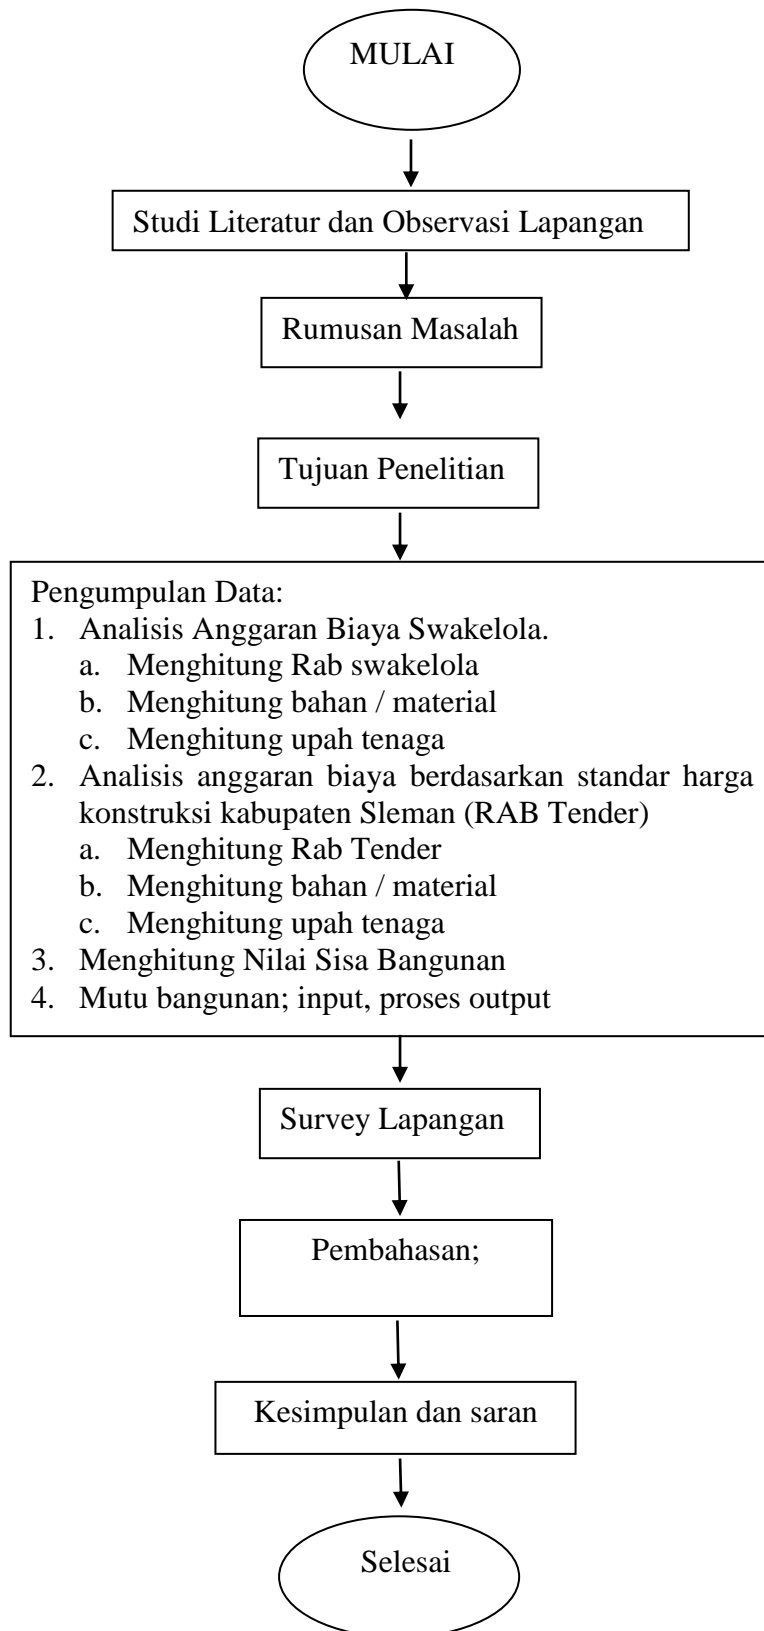 MULAI
Studi Literatur dan Observasi Lapangan
Rumusan Masalah
Tujuan Penelitian
Pengumpulan Data:
1. Analisis Anggaran Biaya Swakelola.
a. Menghitung Rab swakelola
b. Menghitung bahan / material
c. Menghitung upah tenaga
2. Analisis anggaran biaya berdasarkan standar harga
konstruksi kabupaten Sleman (RAB Tender)
a. Menghitung Rab Tender
b. Menghitung bahan / material
c. Menghitung upah tenaga
3. Menghitung Nilai Sisa Bangunan
4. Mutu bangunan; input, proses output
Survey Lapangan
Pembahasan;
Kesimpulan dan saran
Selesai